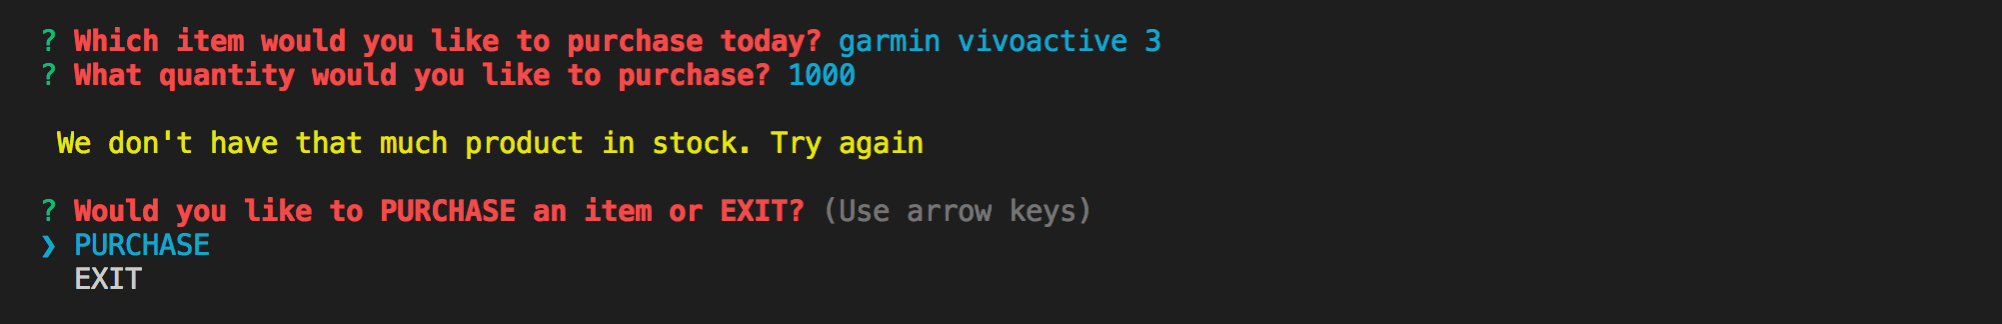 ? Which item would you like to purchase today? garmin vivoactive 3
? What quantity would you like to purchase? 1000
We don't have that much product in stock. Try again
? Would you like to PURCHASE an item or EXIT? (Use arrow keys)
❯ PURCHASE
EXIT